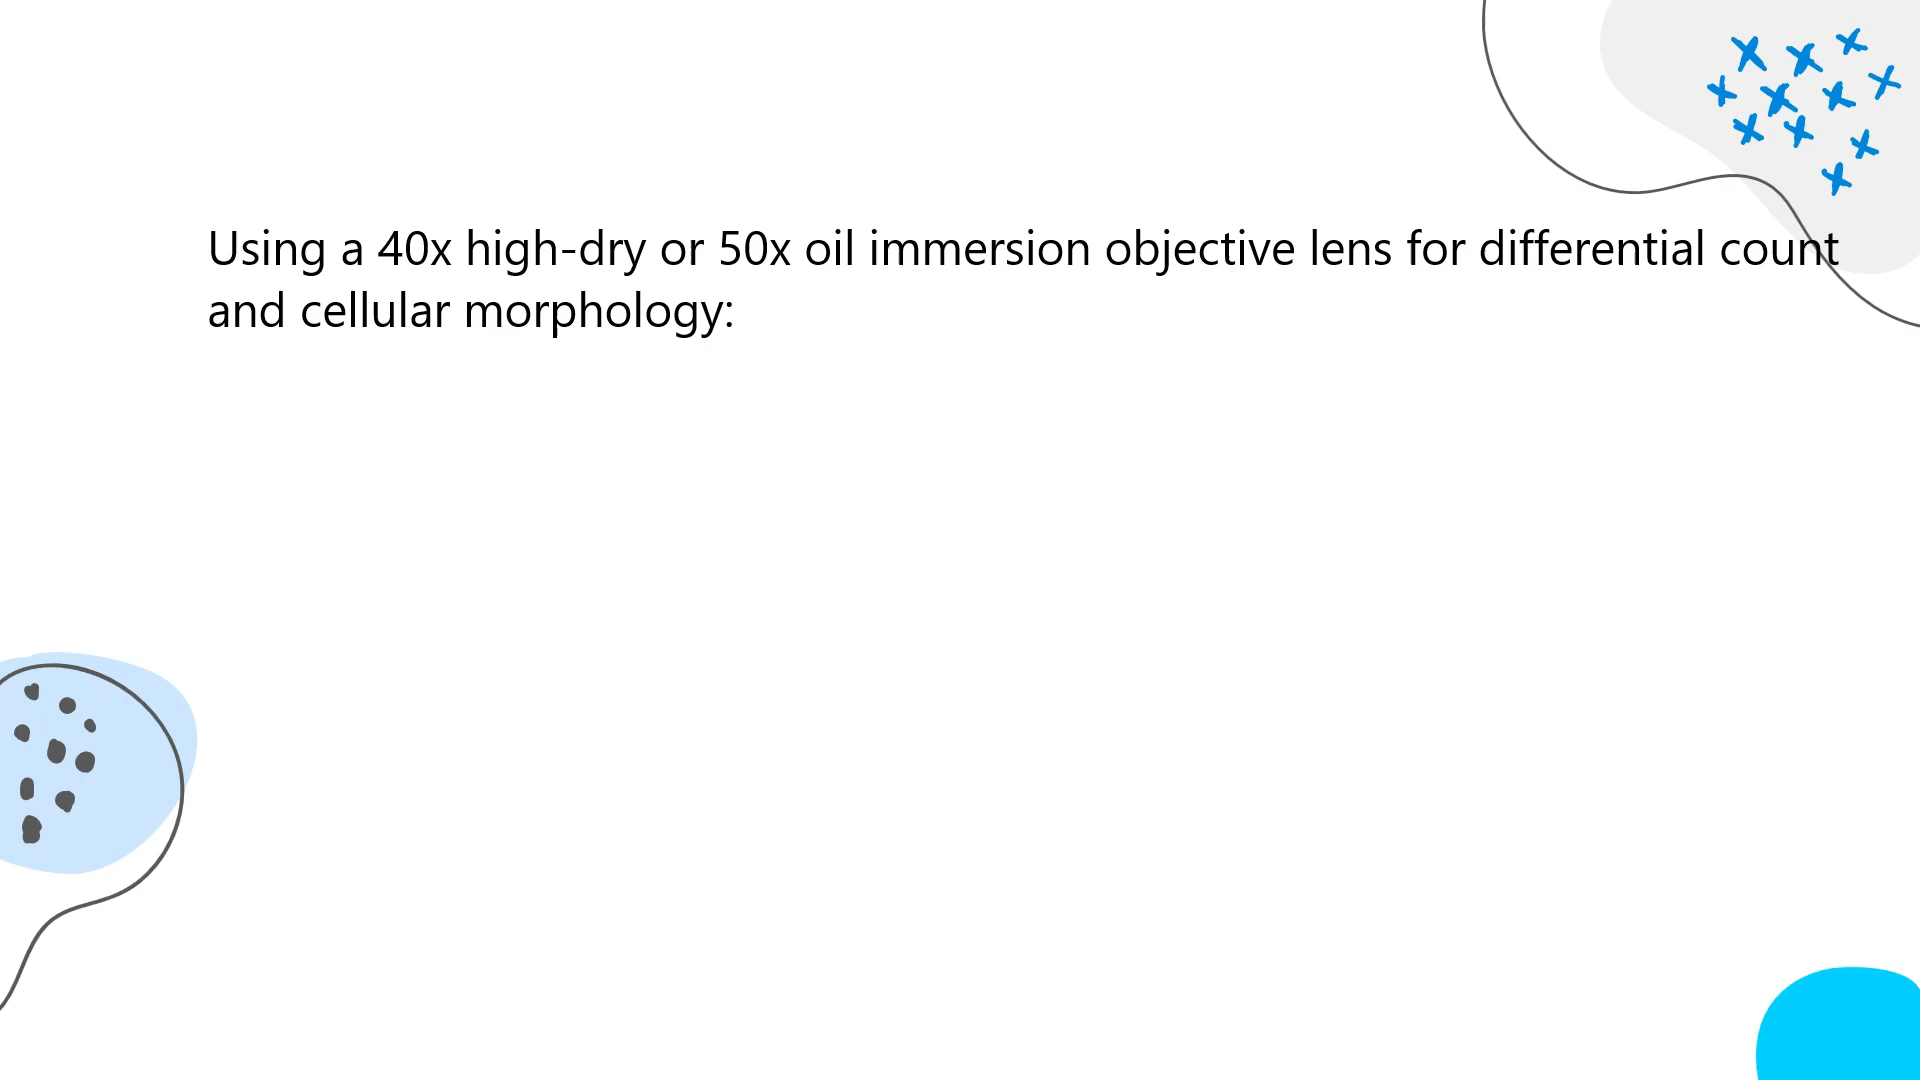 Using a 40x high-dry or 50x oil immersion objective lens for differential count
and cellular morphology: